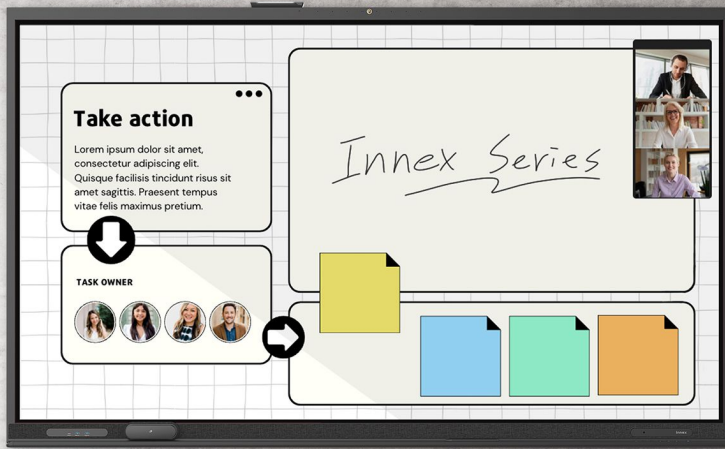 Take action
Lorem ipsum dolor sit amet,
consectetur adipiscing elit.
Quisque facilisis tincidunt risus sit
amet sagittis. Praesent tempus
vitae felis maximus pretium.
TASK OWNER
Innex Series